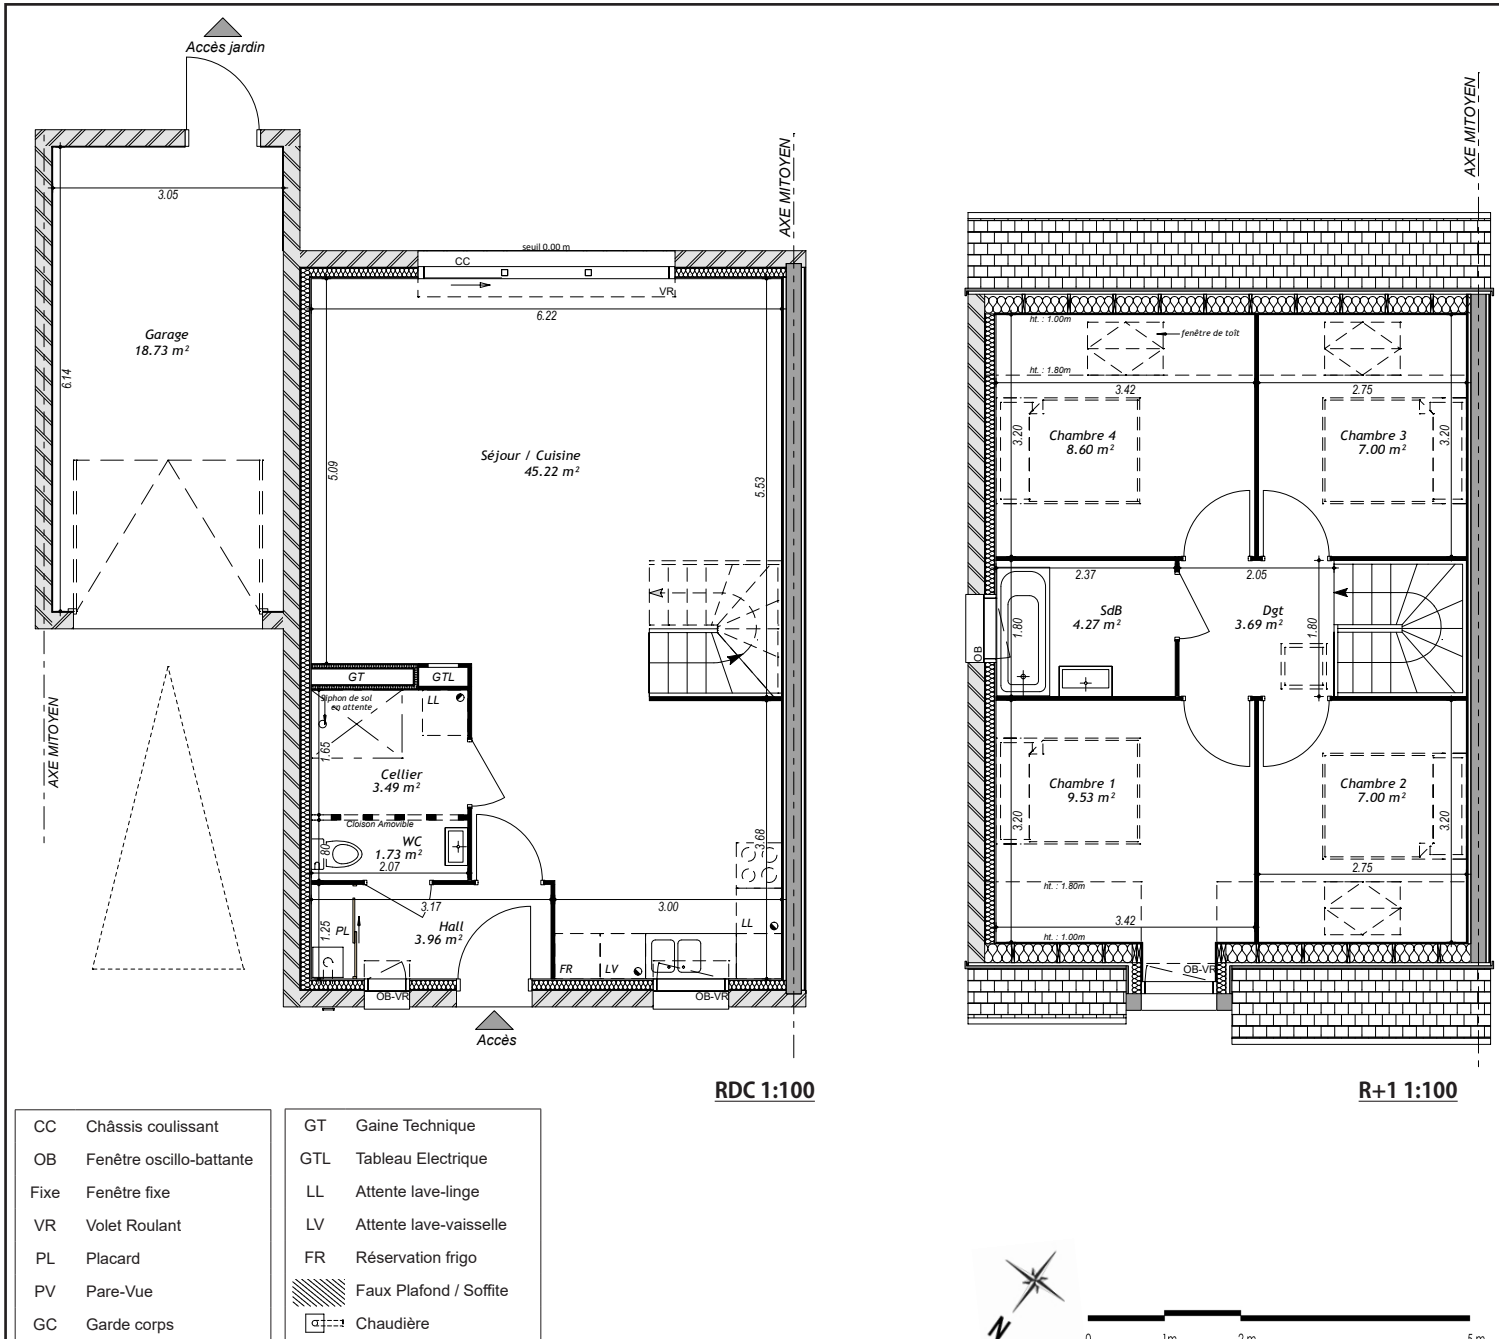 Accès jardin
AXE MITOYEN
3.05
Garage
18.73 m²
6.14
AXE MITOYEN
seuil 0.00 m
CC
VR
6.22
5.09
Séjour / Cuisine
45.22 m²
5.53
AXE MITOYEN
GT
GTL
Siphon de sol
en attente
LL
1.65
Cellier
3.49 m²
Cloison Amovible
WC
1.73 m²
.80
2.07
3.68
3.17
3.00
Hall
3.96 m²
PL
1.25
LL
FR
LV
OB-VR
OB-VR
Accès
RDC 1:100
ht. : 1.00m
fenêtre de toît
ht. : 1.80m
3.42
2.75
Chambre 4
8.60 m²
3.20
Chambre 3
7.00 m²
3.20
2.37
2.05
SdB
4.27 m²
1.80
Dgt
3.69 m²
1.80
OB
Chambre 1
9.53 m²
3.20
Chambre 2
7.00 m²
3.20
2.75
ht. : 1.80m
3.42
ht. : 1.00m
OB-VR
R+1 1:100
CC Châssis coulissant
OB Fenêtre oscillo-battante
Fixe Fenêtre fixe
VR Volet Roulant
PL Placard
PV Pare-Vue
GC Garde corps
GT Gaine Technique
GTL Tableau Electrique
LL Attente lave-linge
LV Attente lave-vaisselle
FR Réservation frigo
Faux Plafond / Soffite
Chaudière
N
0 1m 2 m 5 m